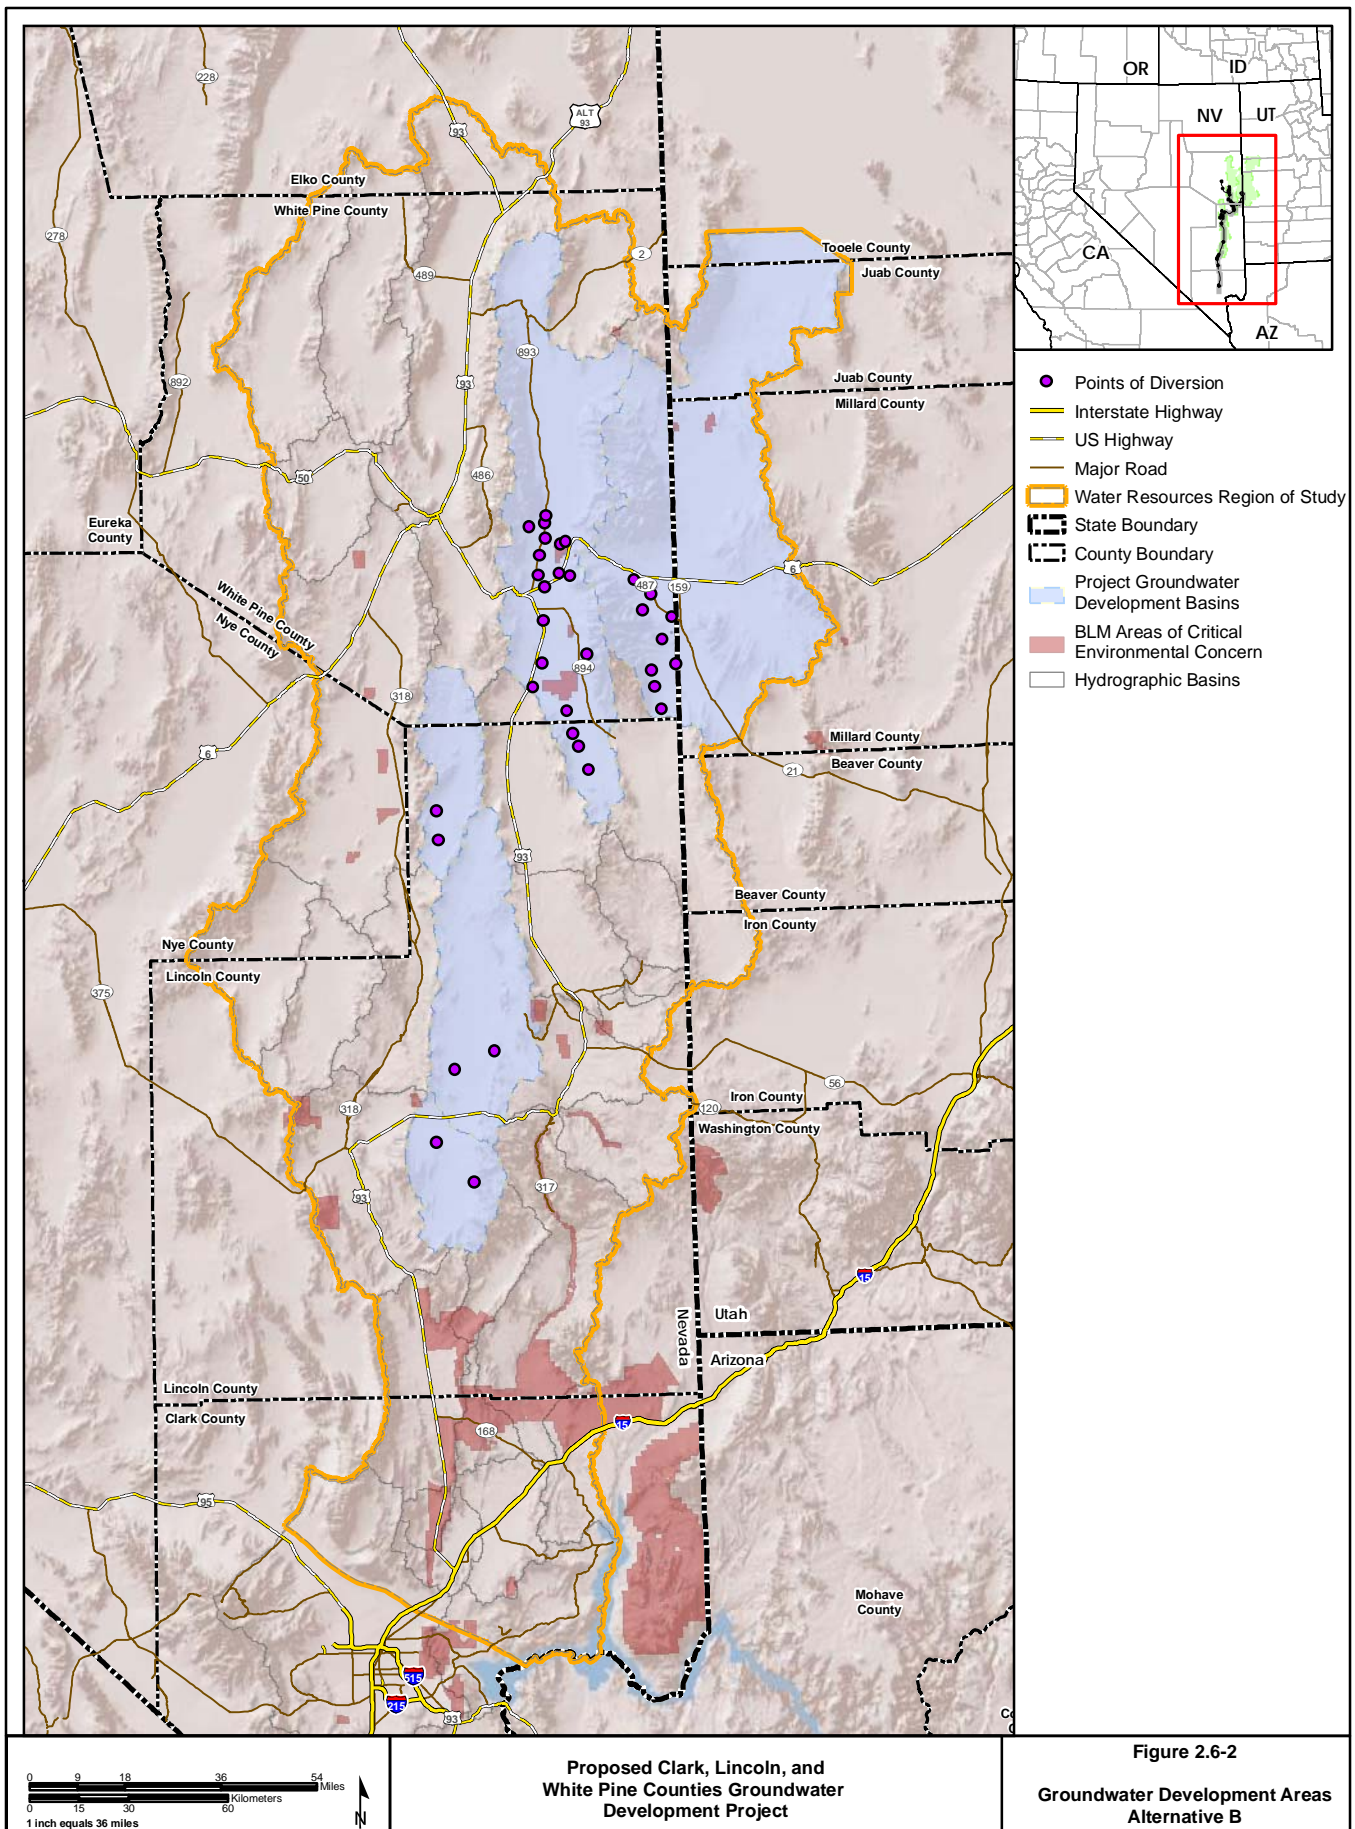 228
ALT
93
93
Elko County
White Pine County
278
489
2
Tooele County
Juab County
893
892
93
Juab County
Millard County
50
486
Eureka
County
6
487
159
White Pine County
Nye County
894
318
6
Millard County
Beaver County
21
93
Beaver County
Iron County
Nye County
Lincoln County
375
56
Iron County
120
Washington County
318
317
93
15
Utah
Nevada
Arizona
Lincoln County
Clark County
15
168
95
Mohave
County
515
215
93
OR
ID
NV
UT
CA
AZ
Points of Diversion
Interstate Highway
US Highway
Major Road
Water Resources Region of Study
State Boundary
County Boundary
Project Groundwater
Development Basins
BLM Areas of Critical
Environmental Concern
Hydrographic Basins
0 9 18 36 54
Miles
Kilometers
0 15 30 60
1 inch equals 36 miles
N
Proposed Clark, Lincoln, and
White Pine Counties Groundwater
Development Project
Figure 2.6-2
Groundwater Development Areas
Alternative B